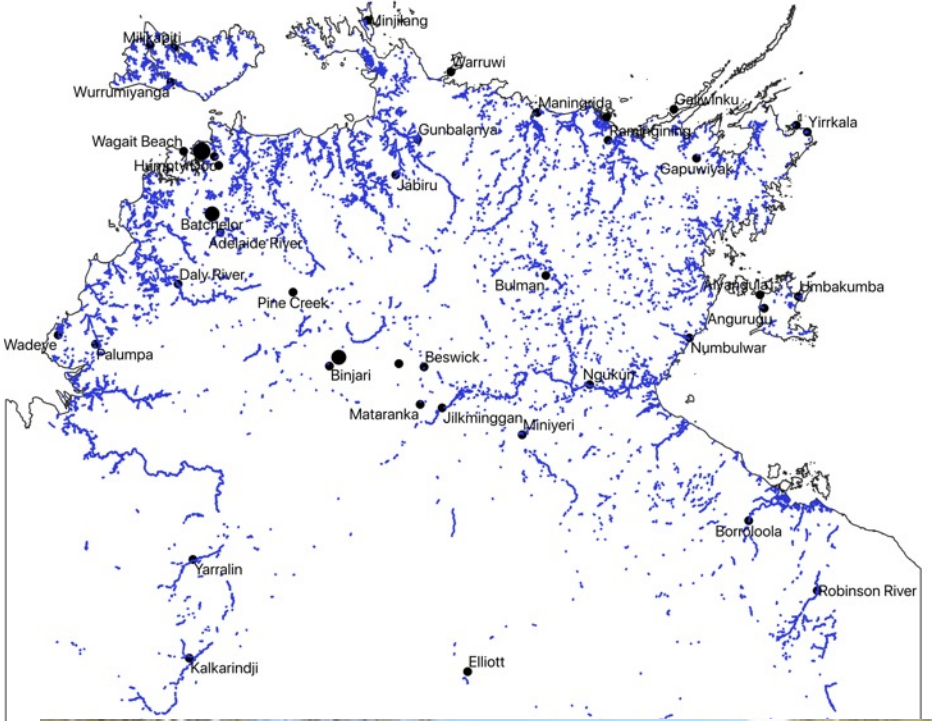 Minjilang
Milikapiti
Warruwi
Wurrumiyanga
Maningrida
Galiwinku
Gunbalanya
Ramingining
Yirrkala
Wagait Beach
Humpty Doo
Gapuwiyak
Jabiru
Batchelor
Adelaide River
Daly River
Bulman
Alyangula
Umbakumba
Pine Creek
Angurugu
Wadeye
Palumpa
Numbulwar
Beswick
Binjari
Ngukurr
Mataranka
Jilkminggan
Miniyeri
Borroloola
Yarralin
Robinson River
Kalkarindji
Elliott